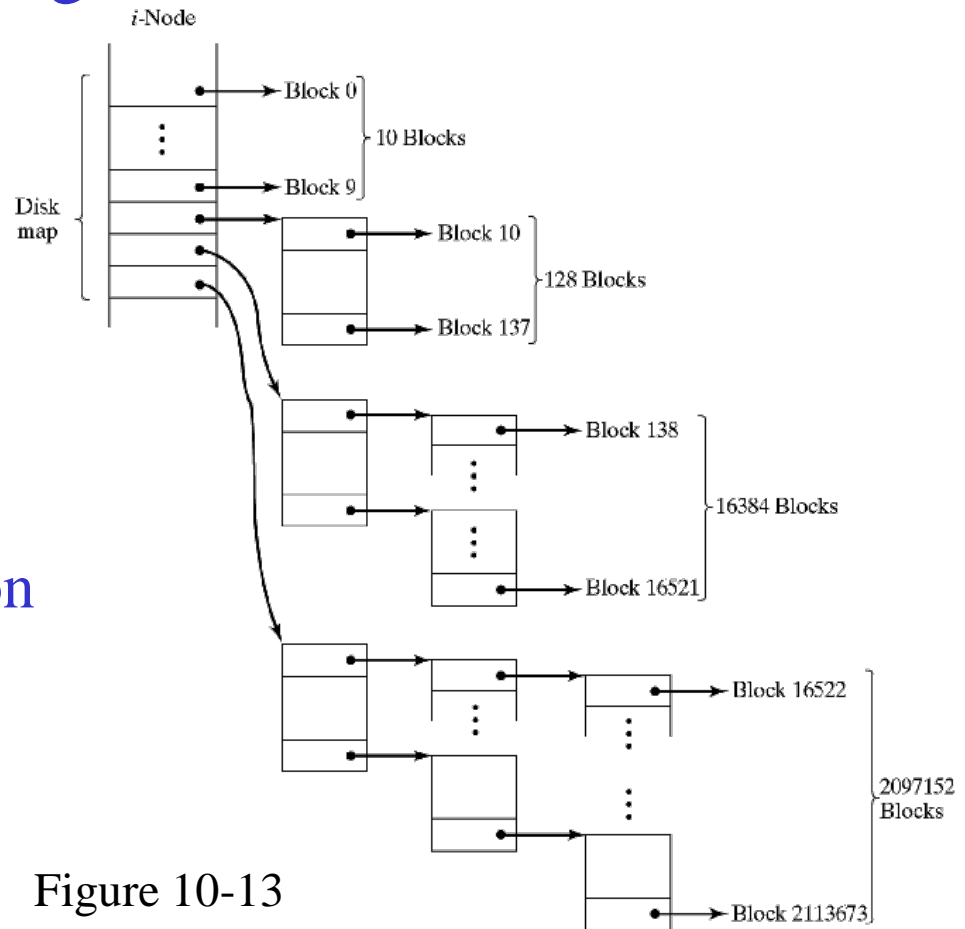 i-Node
Block 0
10 Blocks
Block 9
Disk
map
Block 10
128 Blocks
Block 137
Block 138
16384 Blocks
Block 16521
Block 16522
2097152
Blocks
Block 2113673
Figure 10-13